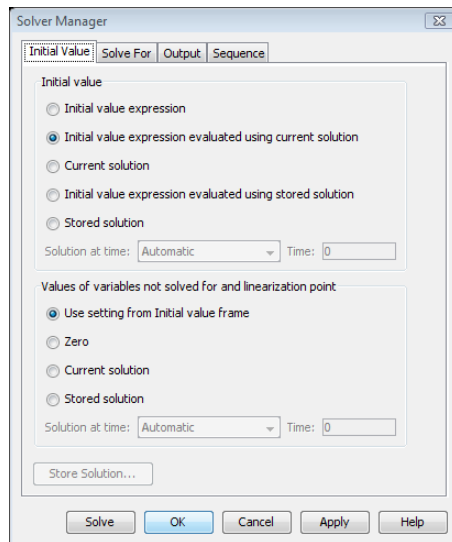 Solver Manager
Initial Value Solve For Output Sequence
Initial value
Initial value expression
Initial value expression evaluated using current solution
Current solution
Initial value expression evaluated using stored solution
Stored solution
Solution at time: Automatic Time: 0
Values of variables not solved for and linearization point
Use setting from Initial value frame
Zero
Current solution
Stored solution
Solution at time: Automatic Time: 0
Store Solution...
Solve OK Cancel Apply Help